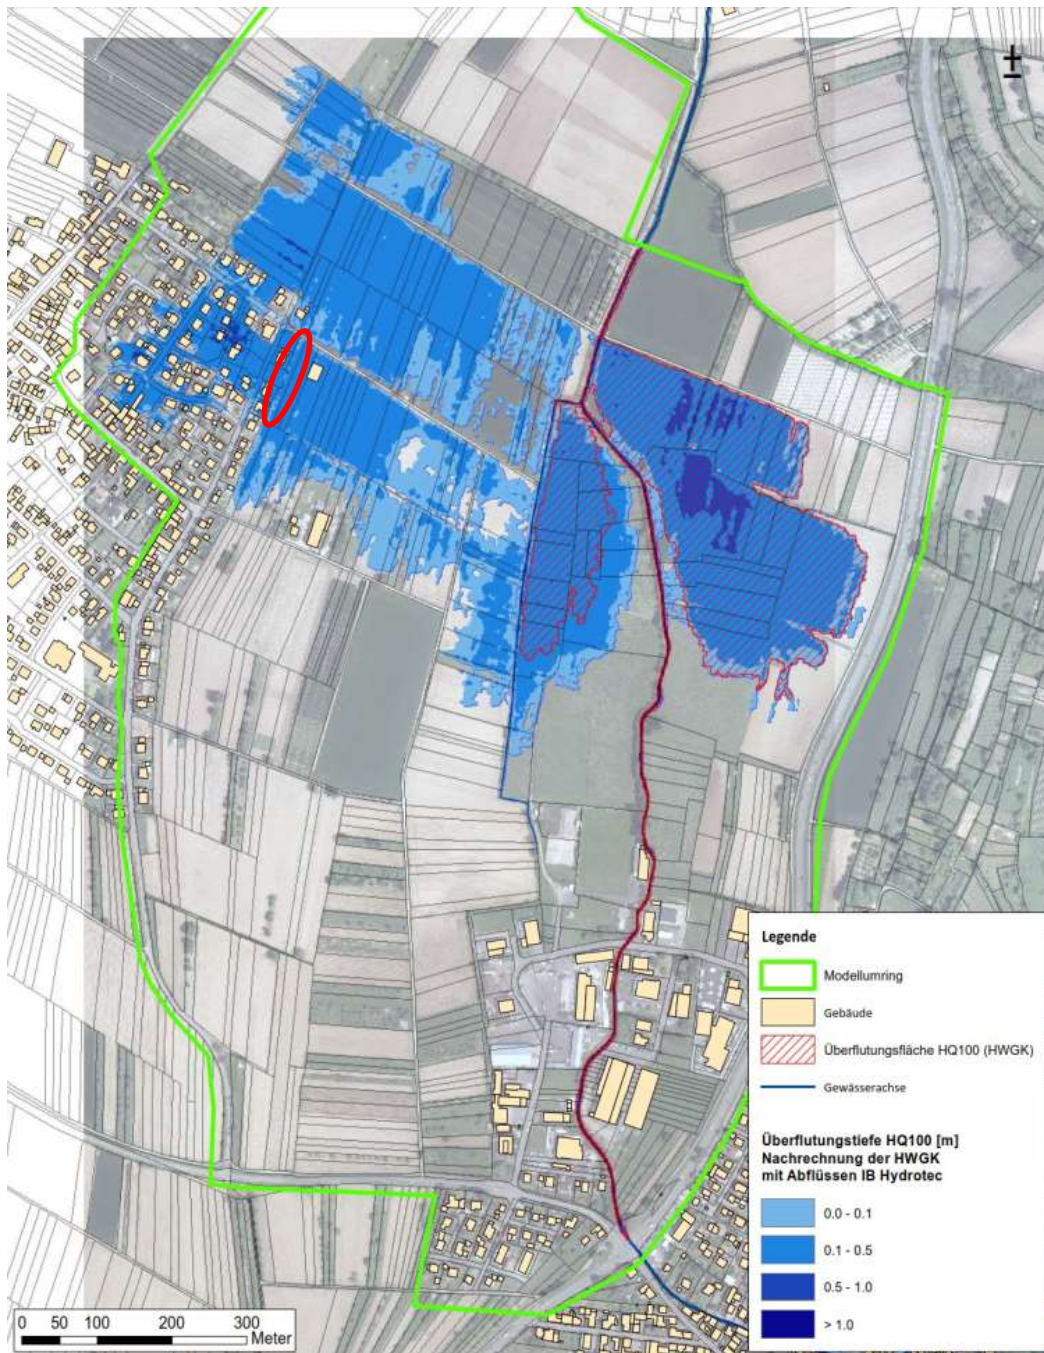 Legende
Modellumring
Gebäude
Überflutungsfläche HQ100 (HWGK)
Gewässerachse
Überflutungstiefe HQ100 [m]
Nachrechnung der HWGK
mit Abflüssen IB Hydrotec
0.0 - 0.1
0.1 - 0.5
0.5 - 1.0
> 1.0
0 50 100 200 300
Meter